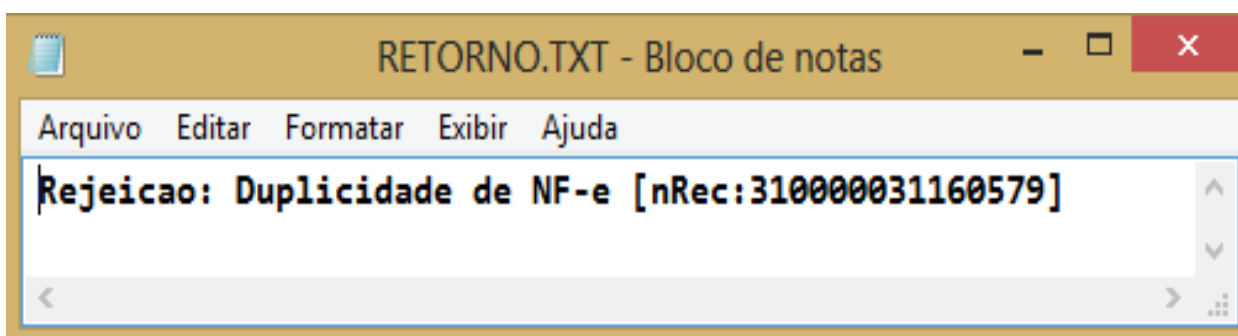 RETORNO.TXT - Bloco de notas
Arquivo Editar Formatar Exibir Ajuda
Rejeicao: Duplicidade de NF-e [nRec:310000031160579]